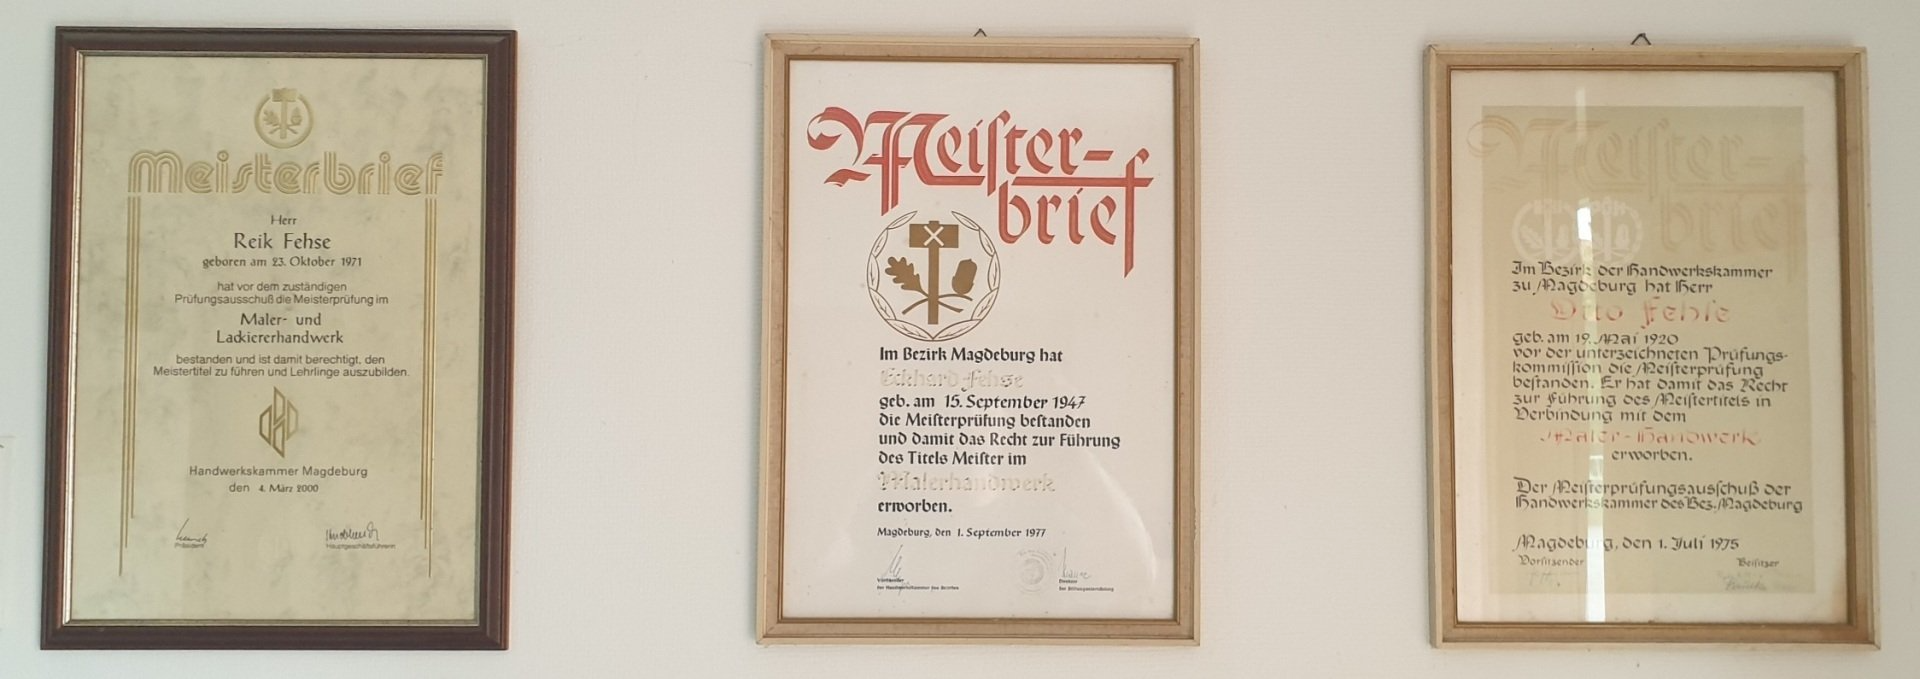 Meisterbrief
Herr
Reik Fehse
geboren am 23. Oktober 1971
hat vor dem zuständigen
Prüfungsausschuß die Meisterprüfung im
Maler- und
Lackiererhandwerk
bestanden und ist damit berechtigt, den
Meistertitel zu führen und Lehrlinge auszubilden.
Handwerkskammer Magdeburg
den 4. März 2000
Präsident
Hauptgeschäftsführerin
Meiſter-
brief
Im Bezirk Magdeburg hat
Eckhard Fehse
geb. am 15. September 1947
die Meiſterprüfung beſtanden
und damit das Recht zur Führung
des Titels Meiſter im
Malerhandwerk
erworben.
Magdeburg, den 1. September 1977
Vorsitzender
der Handwerkskammer des Bezirkes
Direktor
Meiſter-
brief
Im Bezirk der Handwerkskammer
zu Magdeburg hat Herr
Otto Fehſe
geb. am 19. Mai 1920
vor der unterzeichneten Prüfungs-
kommiſſion die Meiſterprüfung
beſtanden. Er hat damit das Recht
zur Führung des Meiſtertitels in
Verbindung mit dem
Maler-Handwerk
erworben.
Der Meiſterprüfungsausſchuß der
Handwerkskammer des Bez. Magdeburg
Magdeburg, den 1. Juli 1975
Vorſitzender
Beiſitzer